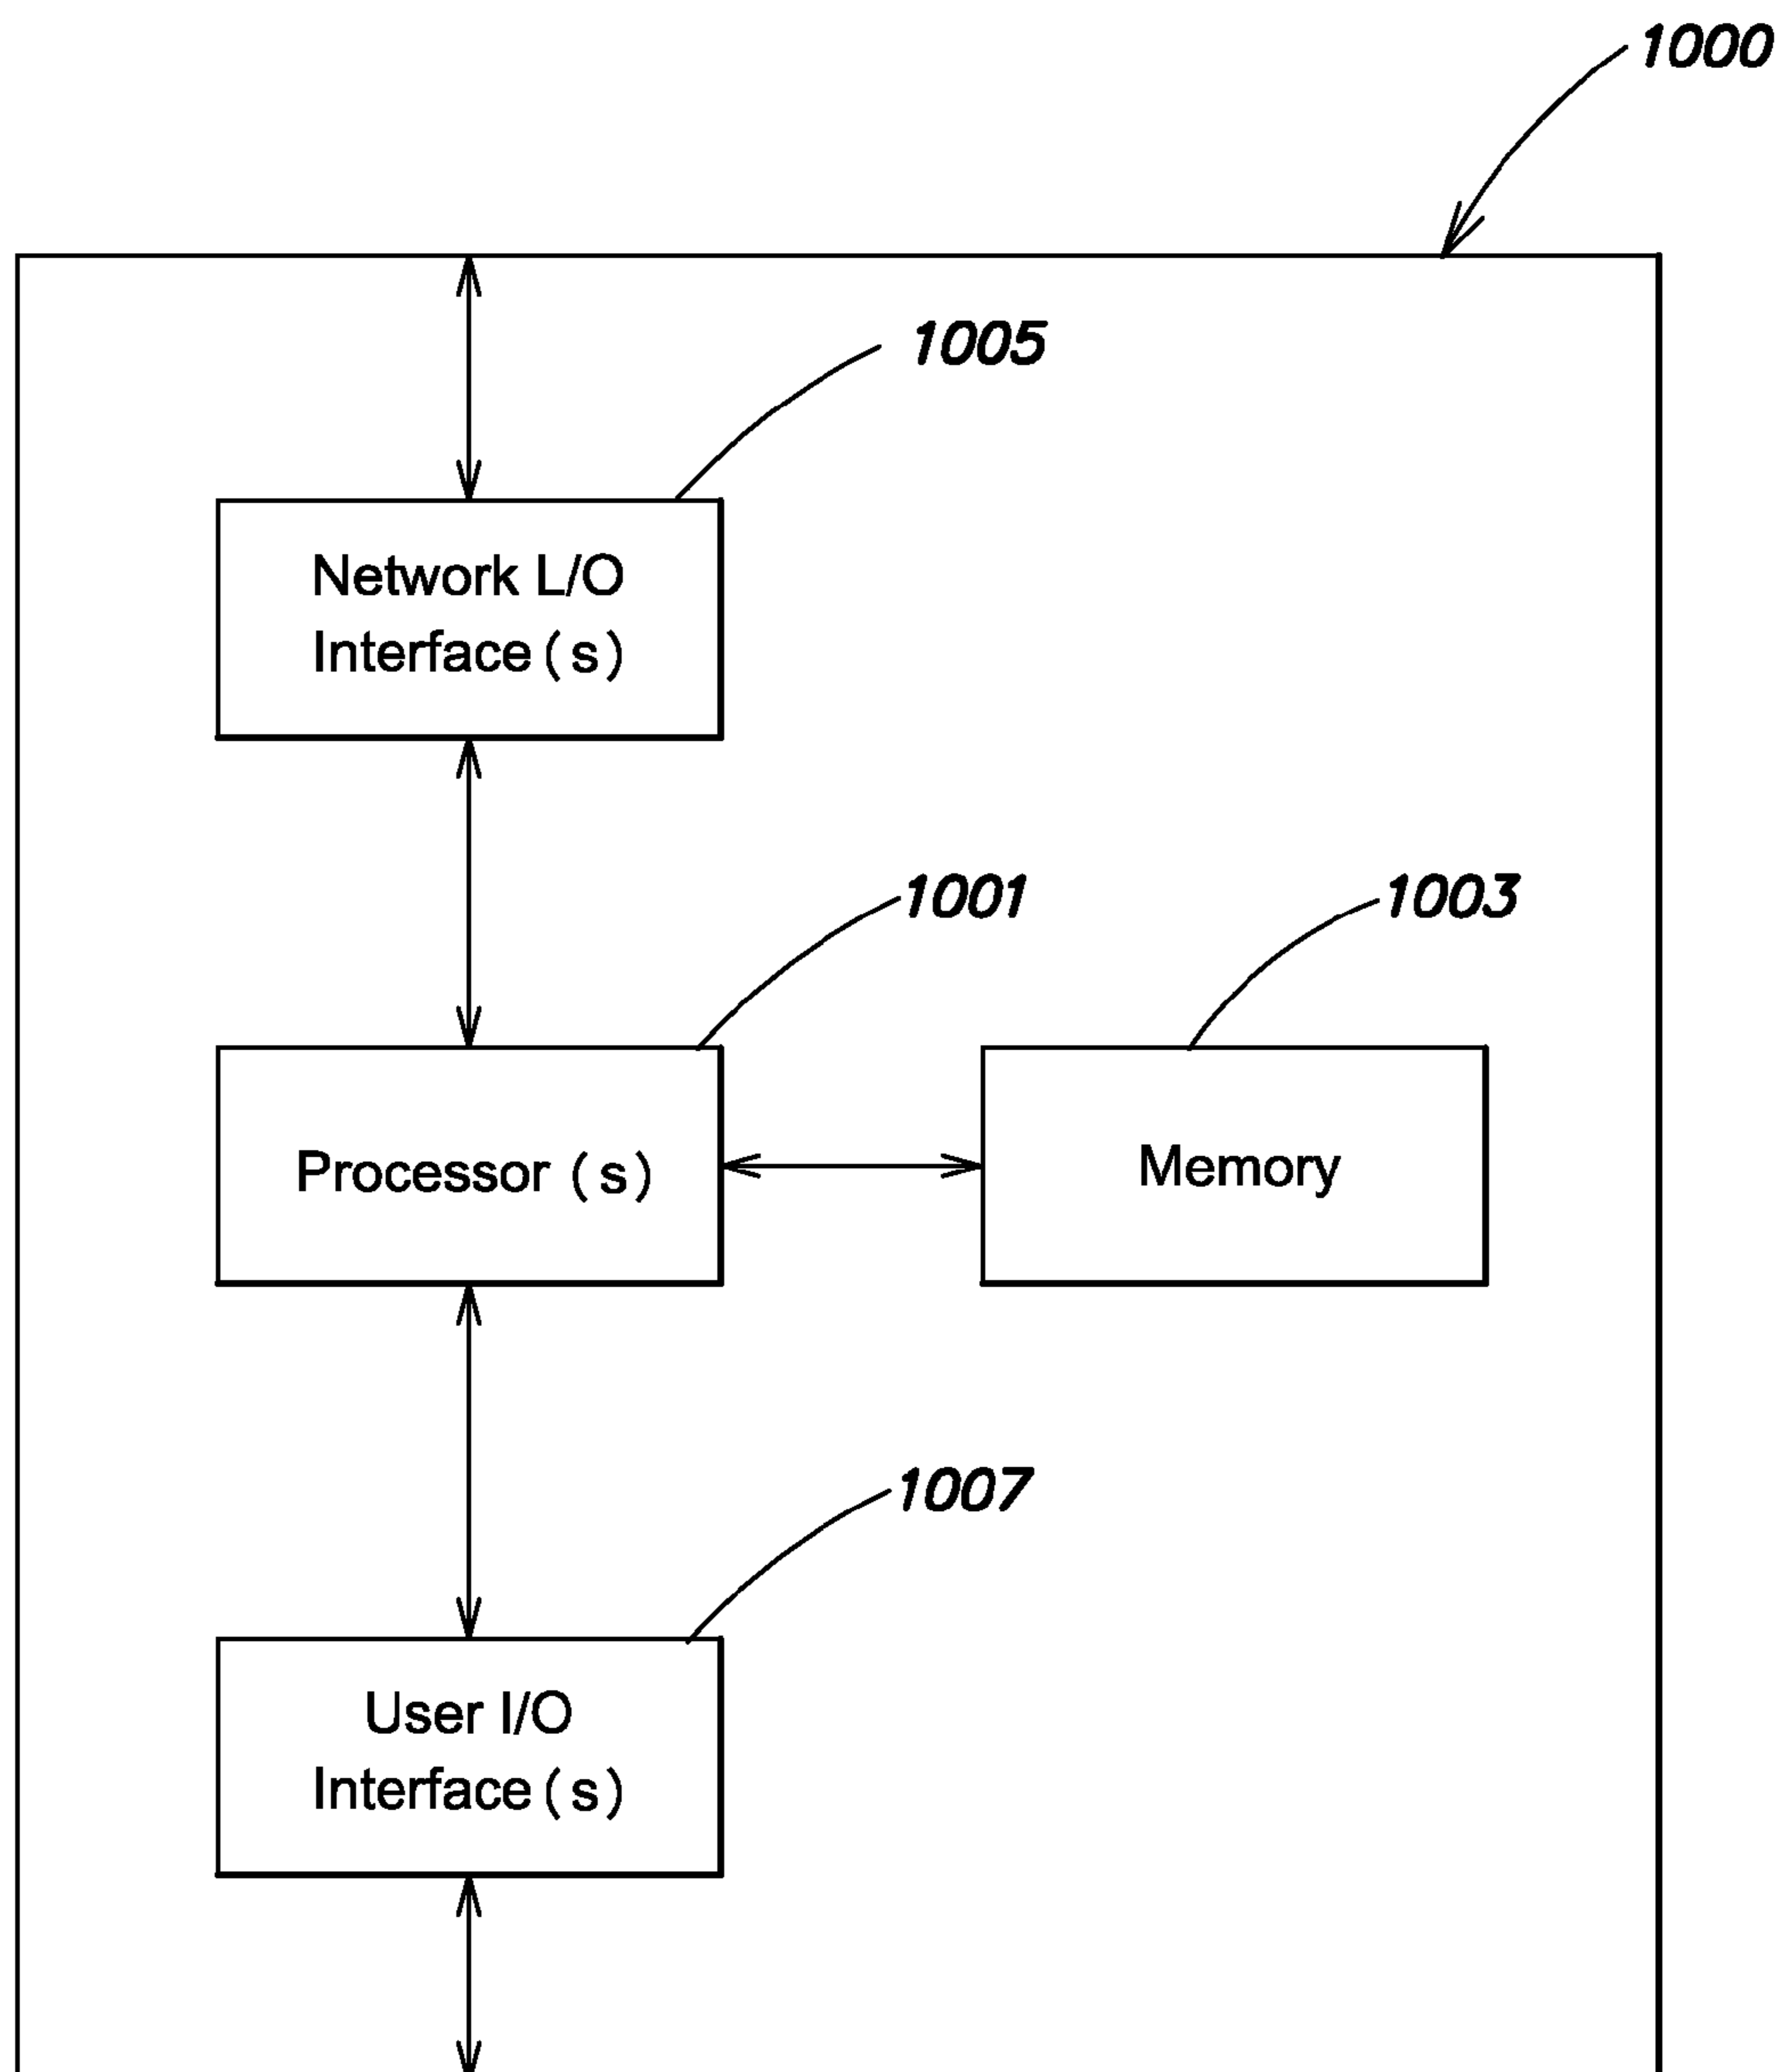 1000
1005
Network L/O
Interface (s)
1001
1003
Processor (s)
Memory
1007
User I/O
Interface (s)